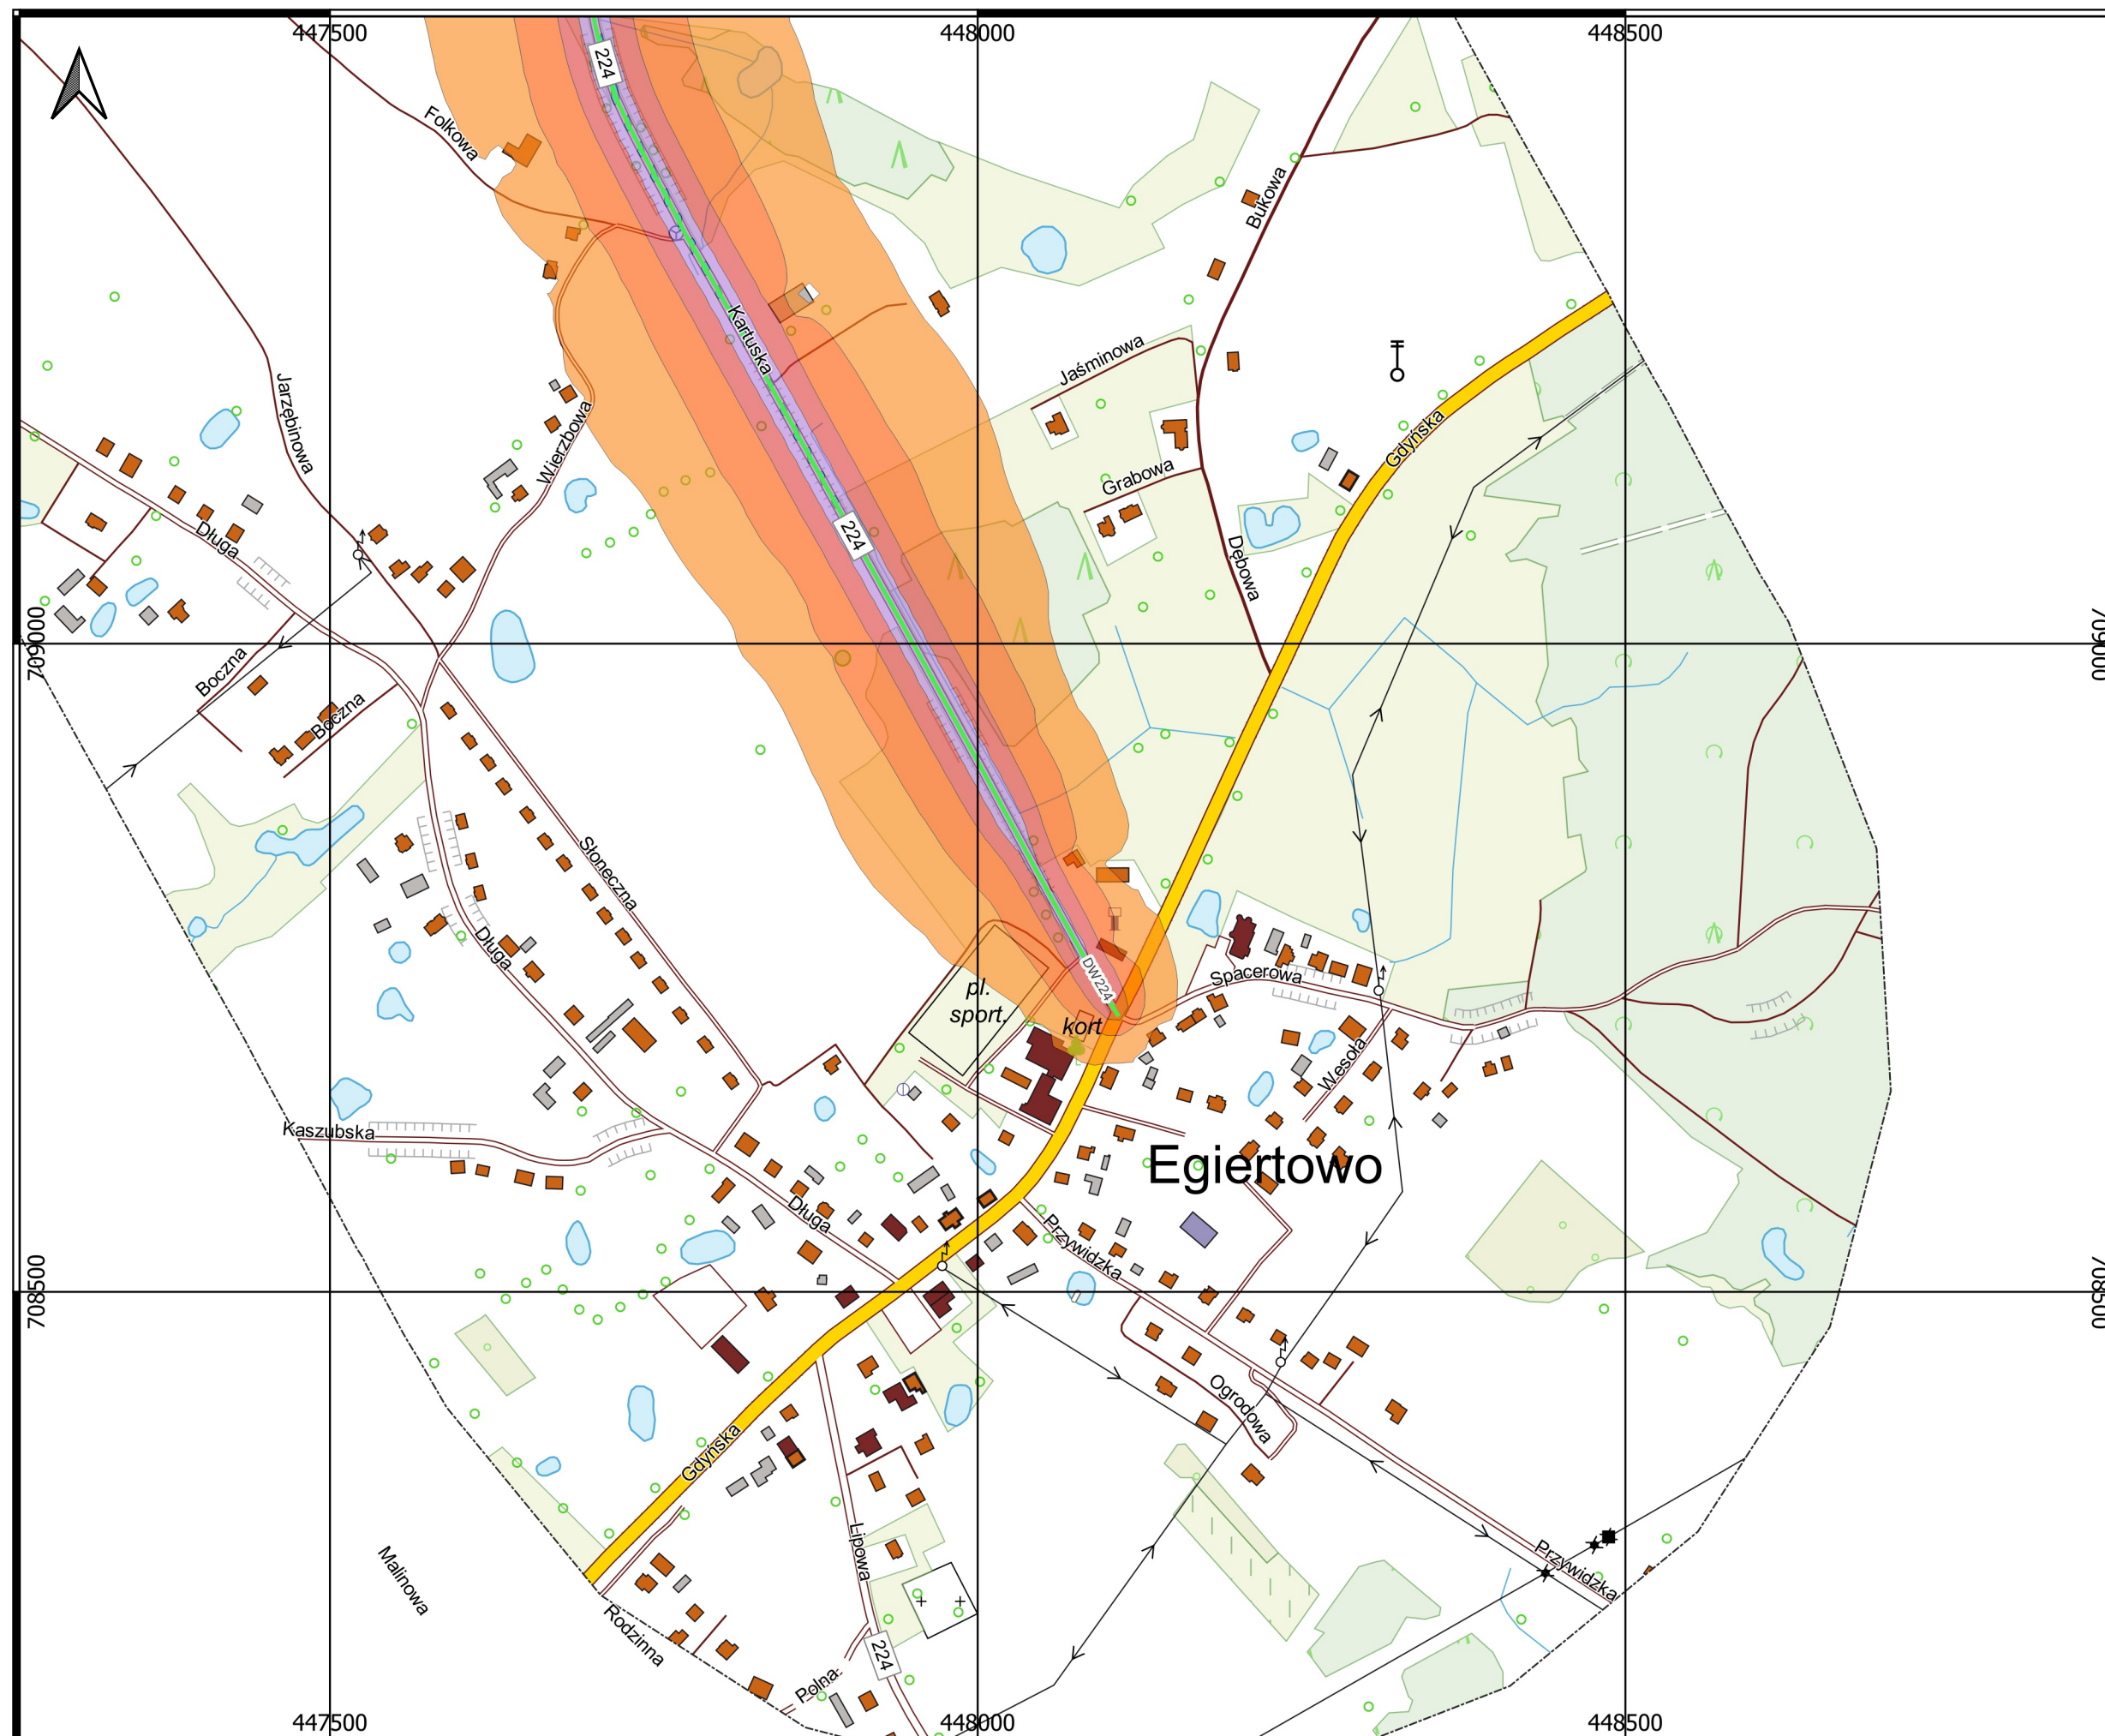 447500
448000
448500
224
Folkowa
Bukowa
Kartuska
Jaśminowa
Jarzębinowa
Wierzbowa
Gdyńska
Grabowa
224
Długa
Dębowa
709000
709000
Boczna
Boczna
Słoneczna
Długa
DW224
Spacerowa
pl.
sport.
kort
Wesoła
Kaszubska
Egiertowo
Długa
Przywidzka
708500
708500
Ogrodowa
Gdyńska
Lipowa
Przywidzka
Malinowa
Rodzinna
224
Polna
447500
448000
448500